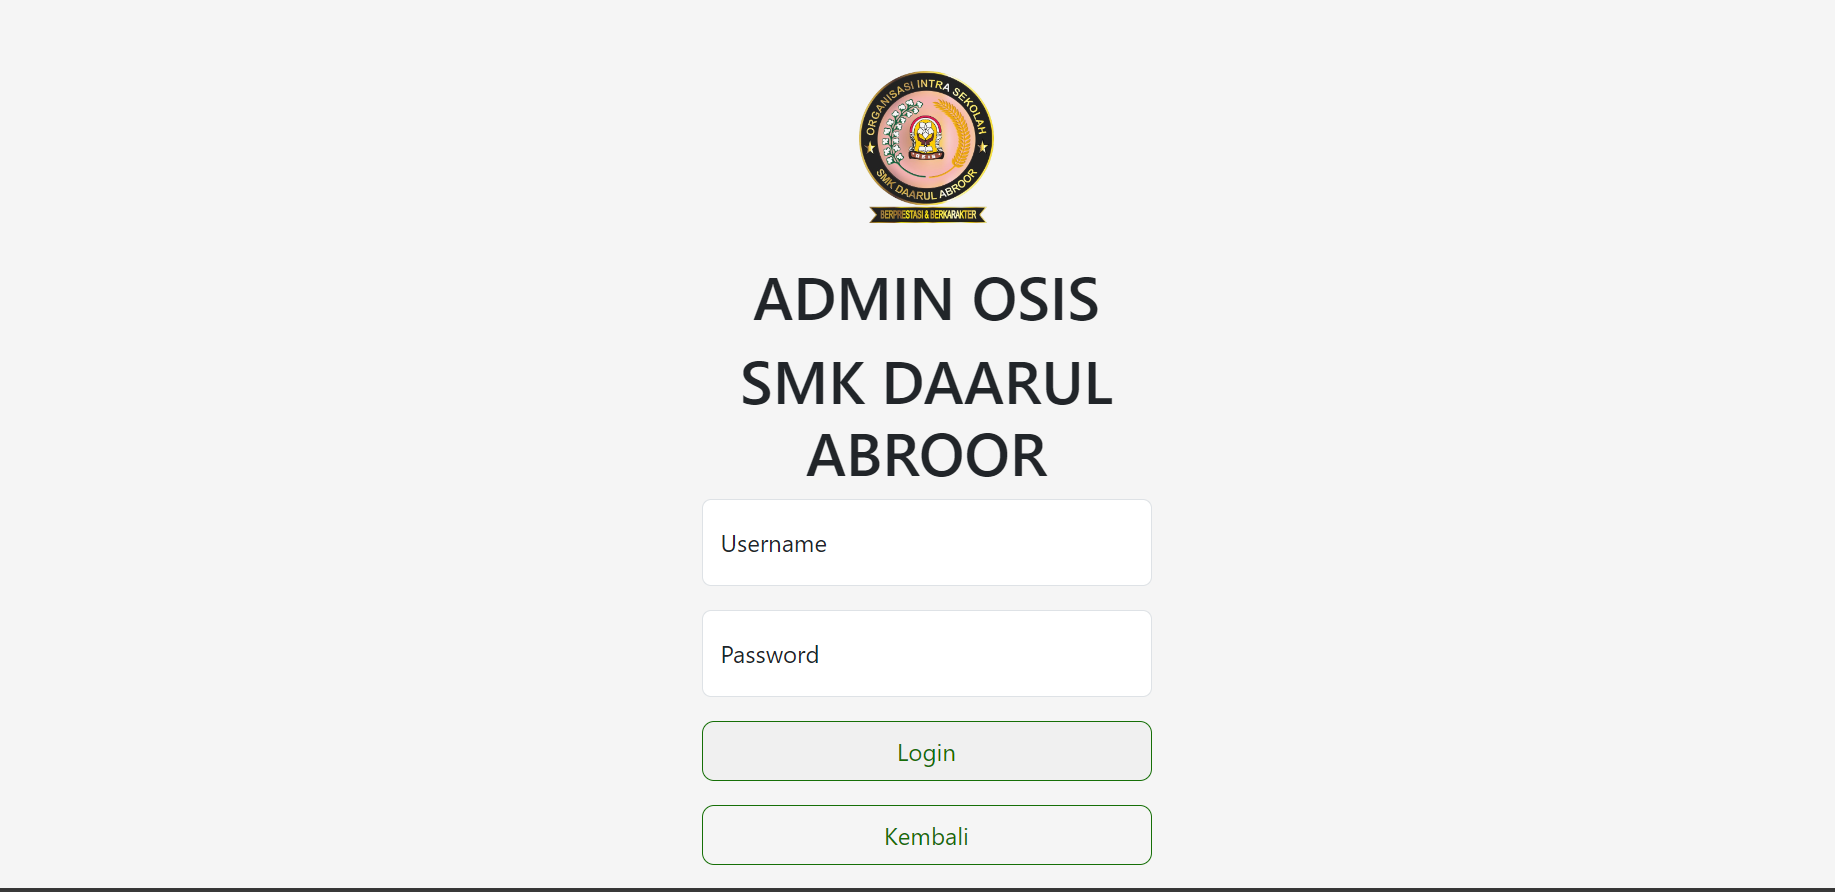 ORGANISASI INTRA SEKOLAH
SMK DAARUL ABROOR
BERPRESTASI & BERKARAKTER
ADMIN OSIS
SMK DAARUL
ABROOR
Username
Password
Login
Kembali